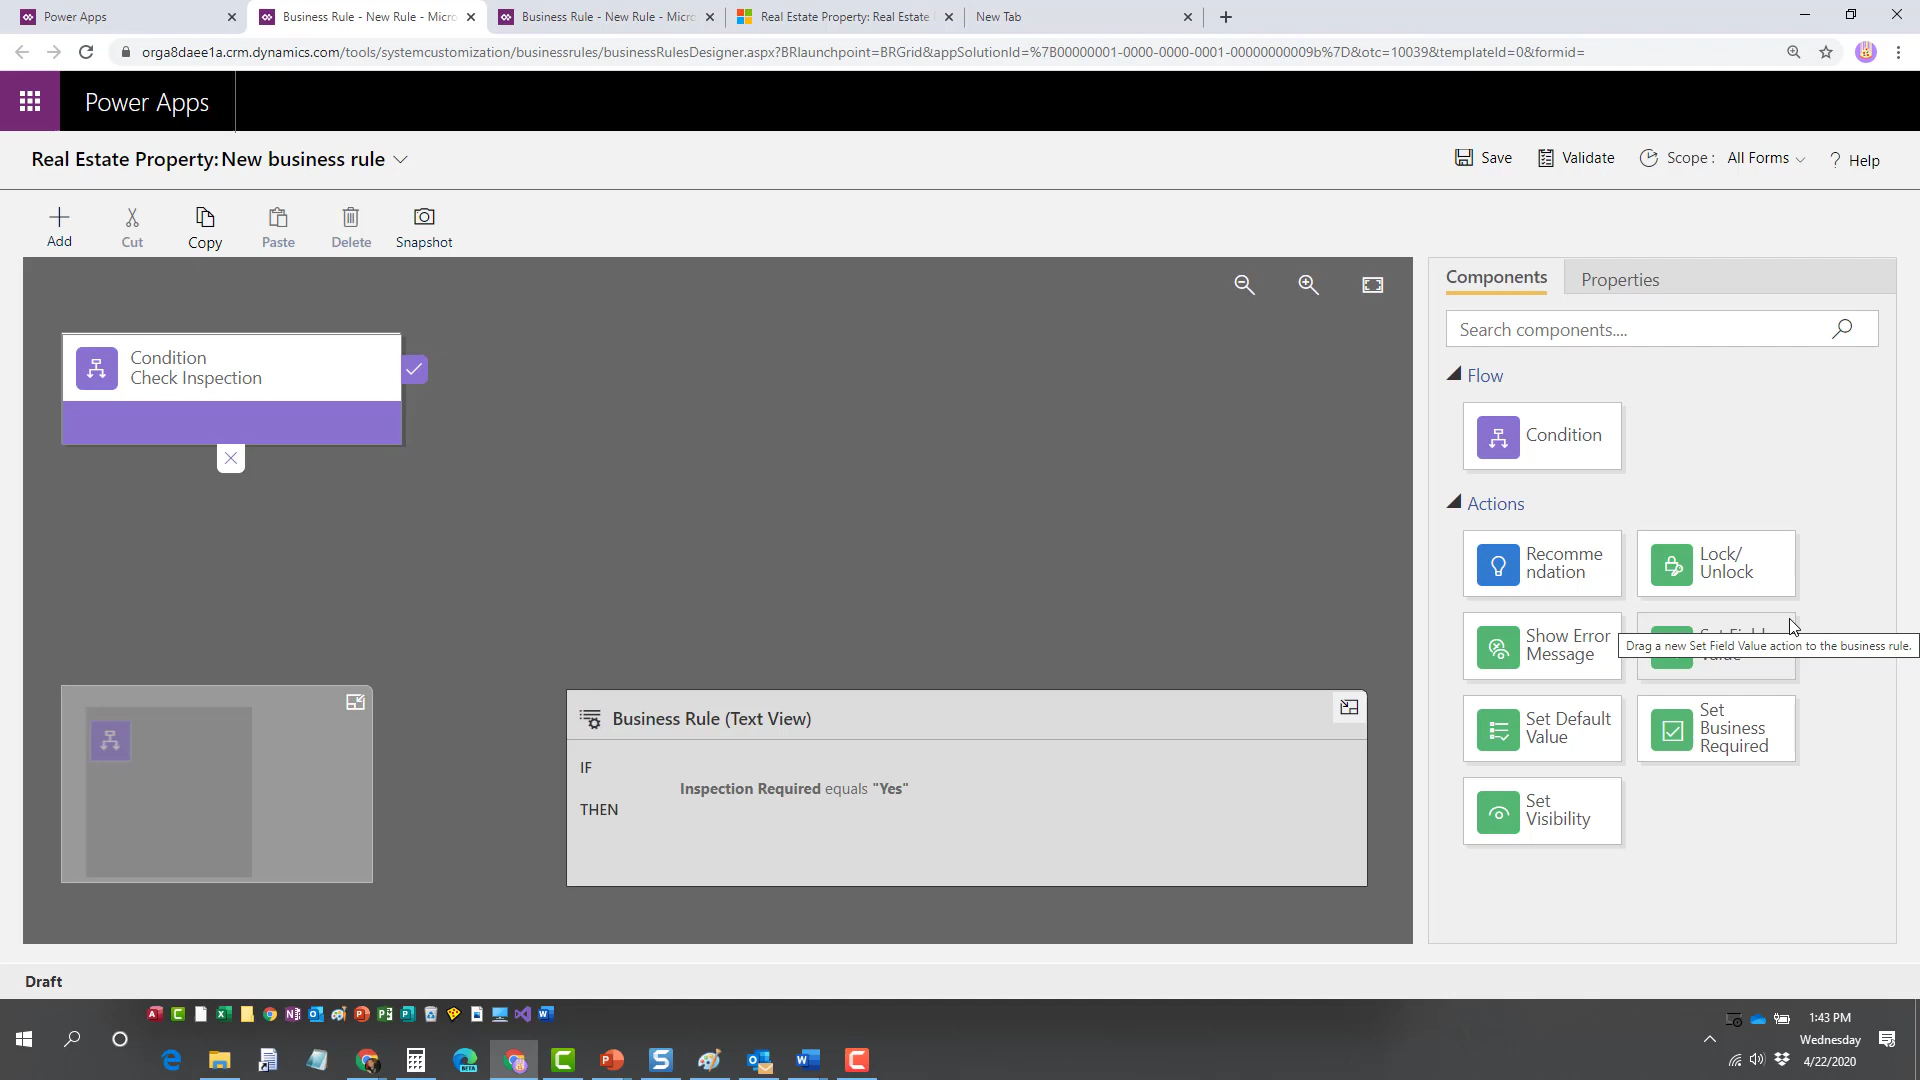 Power Apps
Business Rule - New Rule - Micro
Business Rule - New Rule - Micro
Real Estate Property: Real Estate
New Tab
orga8daee1a.crm.dynamics.com/tools/systemcustomization/businessrules/businessRulesDesigner.aspx?BRlaunchpoint=BRGrid&appSolutionId=%7B00000001-0000-0000-0001-00000000009b%7D&otc=10039&templateId=0&formid=
Power Apps
Real Estate Property: New business rule
Save
Validate
Scope :
All Forms
? Help
Add
Cut
Copy
Paste
Delete
Snapshot
Condition
Check Inspection
Components
Properties
Search components....
Flow
Condition
Actions
Recomme
ndation
Lock/
Unlock
Show Error
Message
Drag a new Set Field Value action to the business rule.
Set Default
Value
Set
Business
Required
Set
Visibility
Business Rule (Text View)
IF
Inspection Required equals "Yes"
THEN
Draft
1:43 PM
Wednesday
4/22/2020